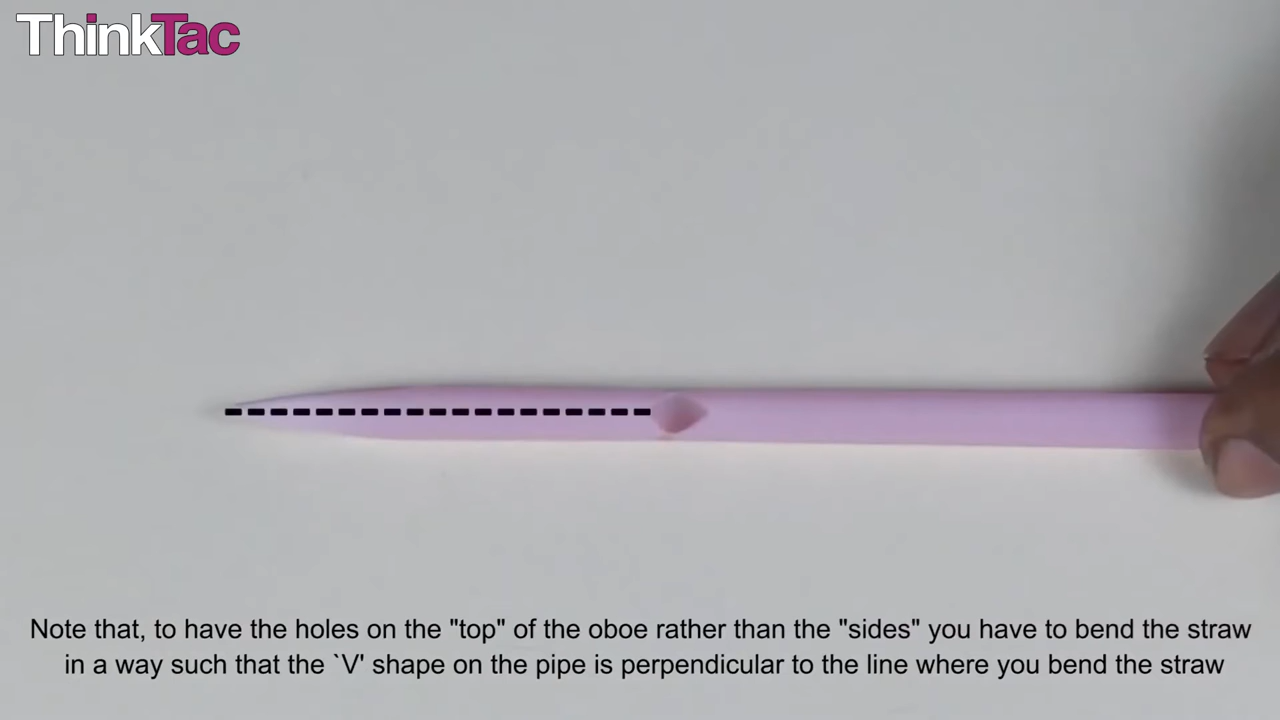 ThinkTac
Note that, to have the holes on the "top" of the oboe rather than the "sides" you have to bend the straw
in a way such that the `V' shape on the pipe is perpendicular to the line where you bend the straw